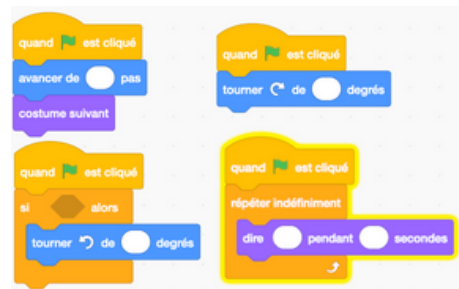 quand est cliqué
avancer de pas
costume suivant
quand est cliqué
tourner de degrés
quand est cliqué
si alors
tourner de degrés
quand est cliqué
répéter indéfiniment
dire pendant secondes